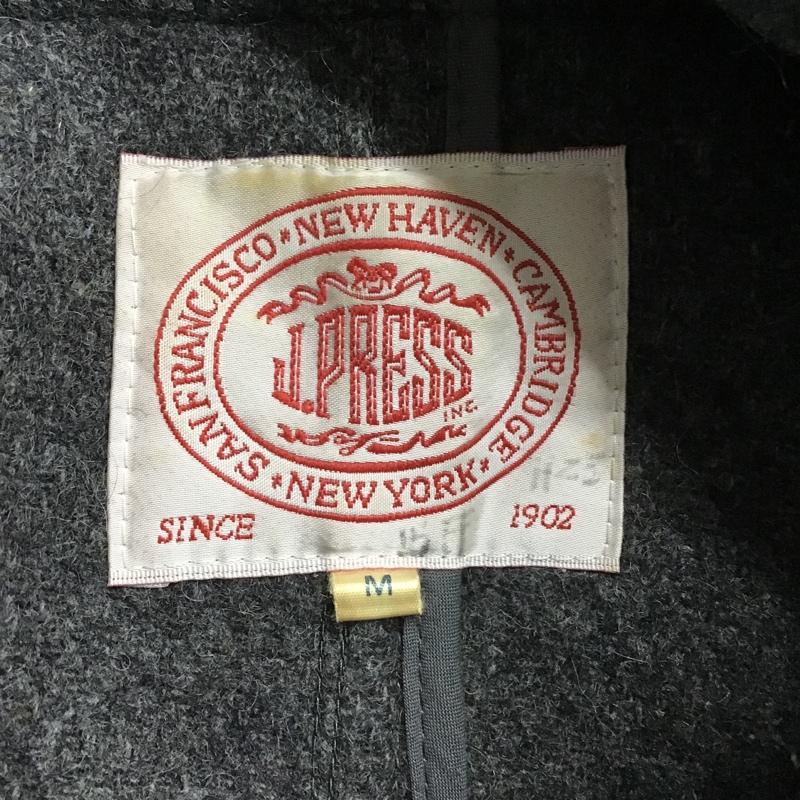 SAN FRANCISCO * NEW HAVEN * CAMBRIDGE * NEW YORK *
J.PRESS
INC.
SINCE 1902
M